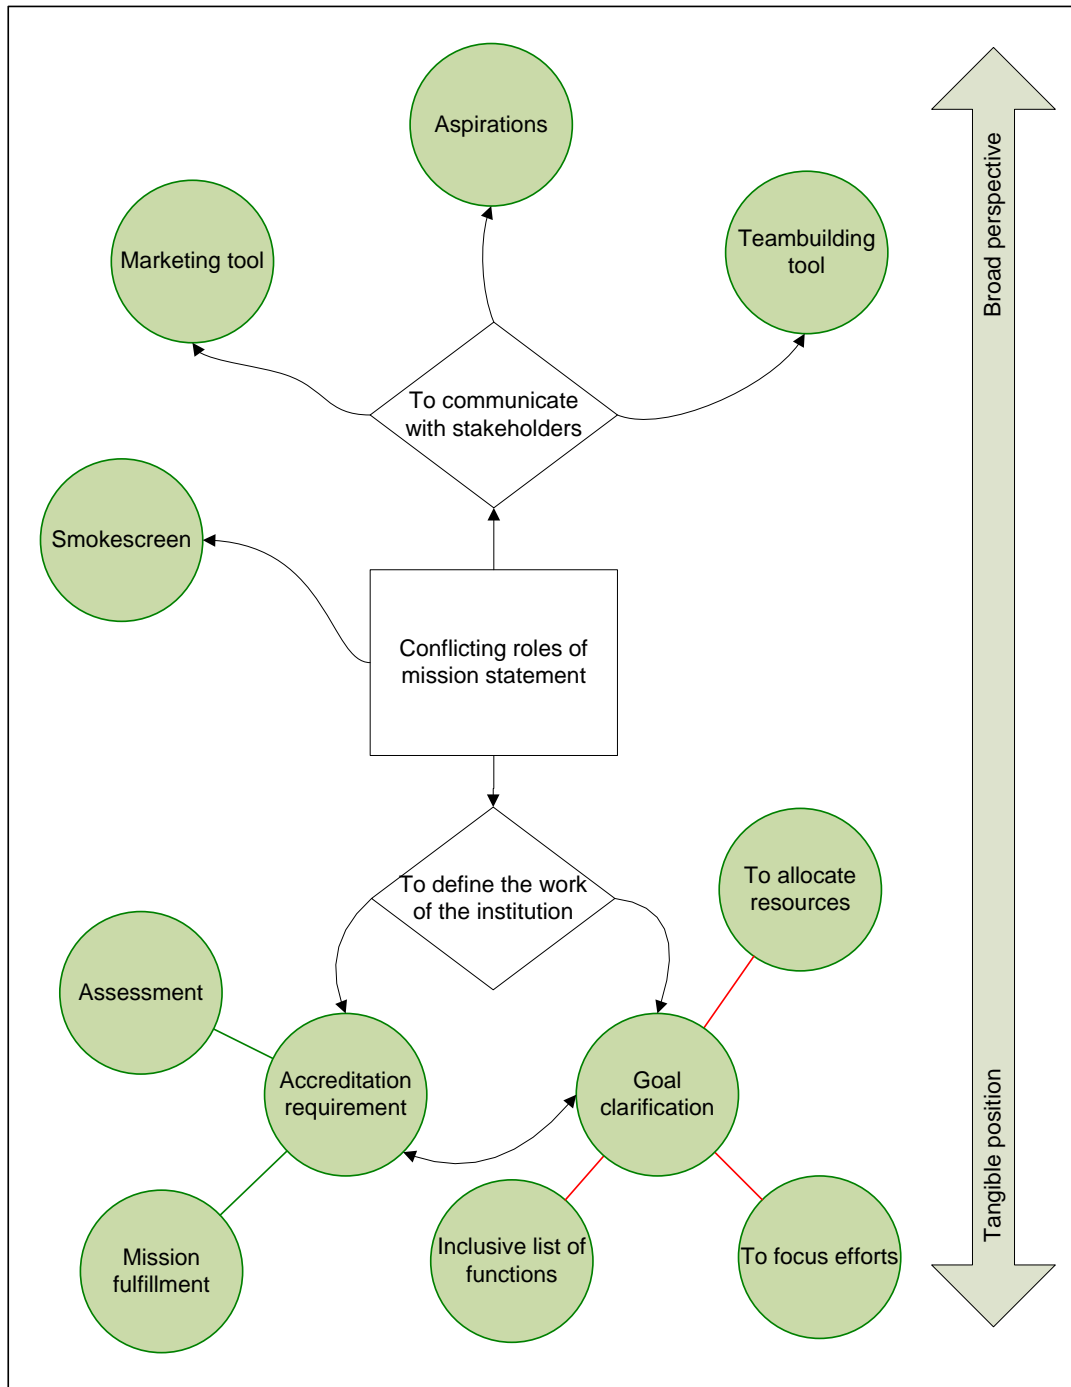 Aspirations
Marketing tool
Teambuilding
tool
Broad perspective
To communicate
with stakeholders
Smokescreen
Conflicting roles of
mission statement
To define the work
of the institution
To allocate
resources
Assessment
Accreditation
requirement
Goal
clarification
Tangible position
Mission
fulfillment
Inclusive list of
functions
To focus efforts